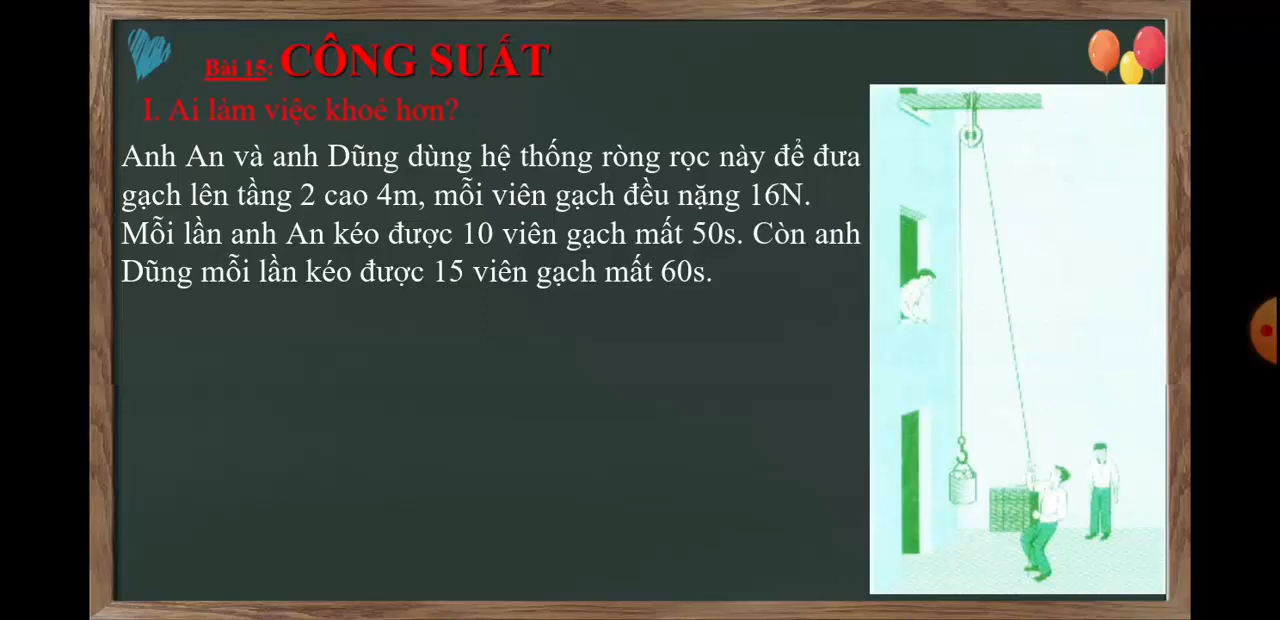 Bài 15: CÔNG SUẤT
I. Ai làm việc khoẻ hơn?
Anh An và anh Dũng dùng hệ thống ròng rọc này để đưa
gạch lên tầng 2 cao 4m, mỗi viên gạch đều nặng 16N.
Mỗi lần anh An kéo được 10 viên gạch mất 50s. Còn anh
Dũng mỗi lần kéo được 15 viên gạch mất 60s.